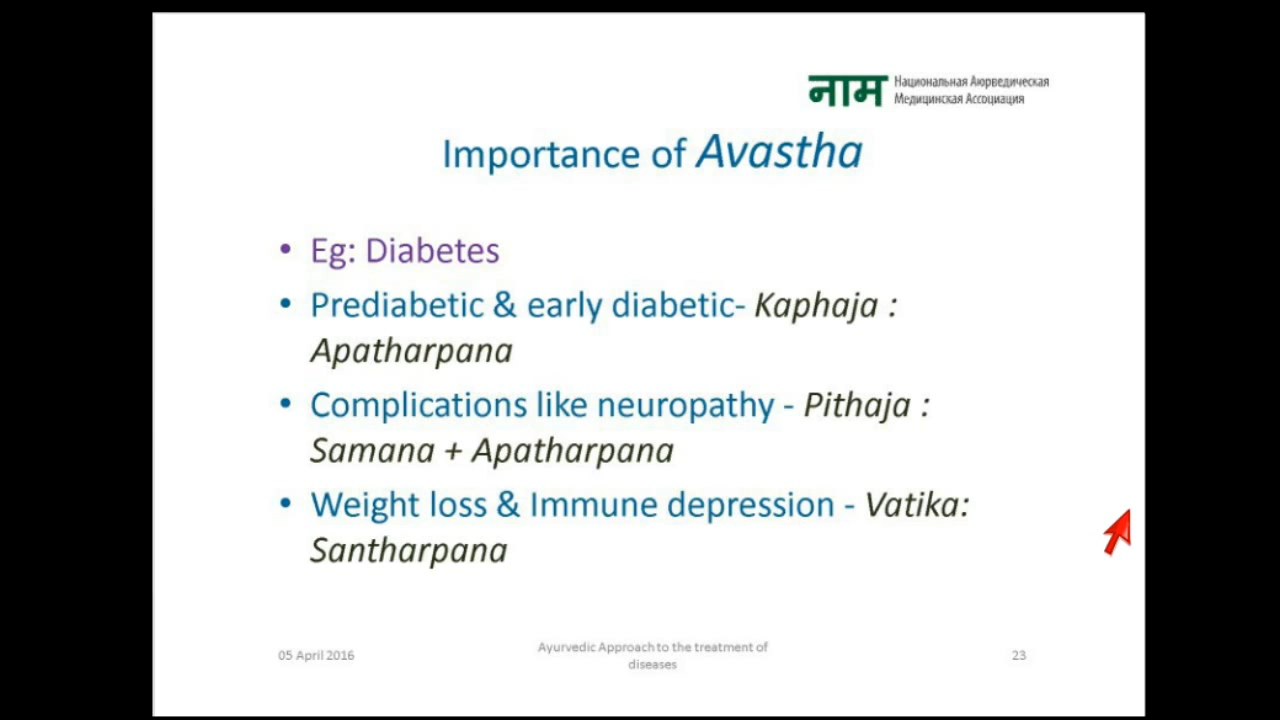 नाम
Национальная Аюрведическая
Медицинская Ассоциация
Importance of Avastha
• Eg: Diabetes
• Prediabetic & early diabetic- Kaphaja :
Apatharpana
• Complications like neuropathy - Pithaja :
Samana + Apatharpana
• Weight loss & Immune depression - Vatika:
Santharpana
05 April 2016
Ayurvedic Approach to the treatment of
diseases
23